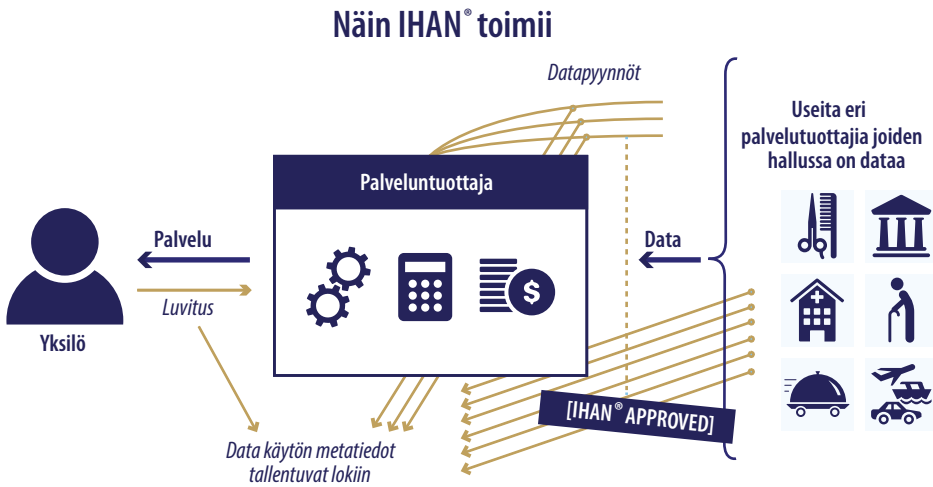 Näin IHAN® toimii
Datapyynnöt
Useita eri
palvelutuottajia joiden
hallussa on dataa
Palveluntuottaja
Palvelu
Data
Luvitus
$
Yksilö
[IHAN® APPROVED]
Data käytön metatiedot
tallentuvat lokiin